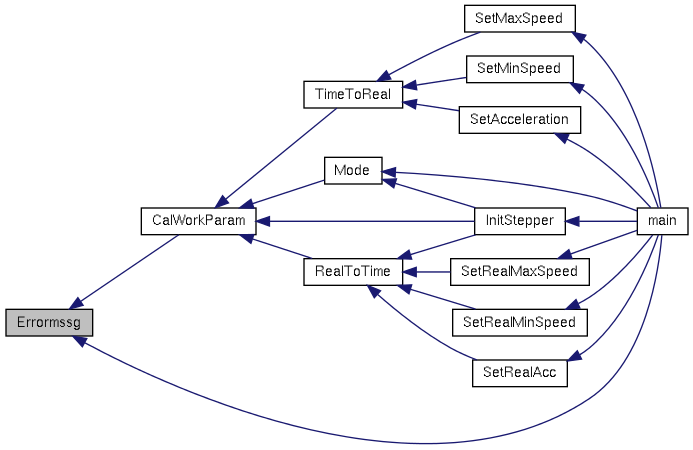 SetMaxSpeed
SetMinSpeed
TimeToReal
SetAcceleration
Mode
CalWorkParam
InitStepper
main
RealToTime
SetRealMaxSpeed
Errormssg
SetRealMinSpeed
SetRealAcc